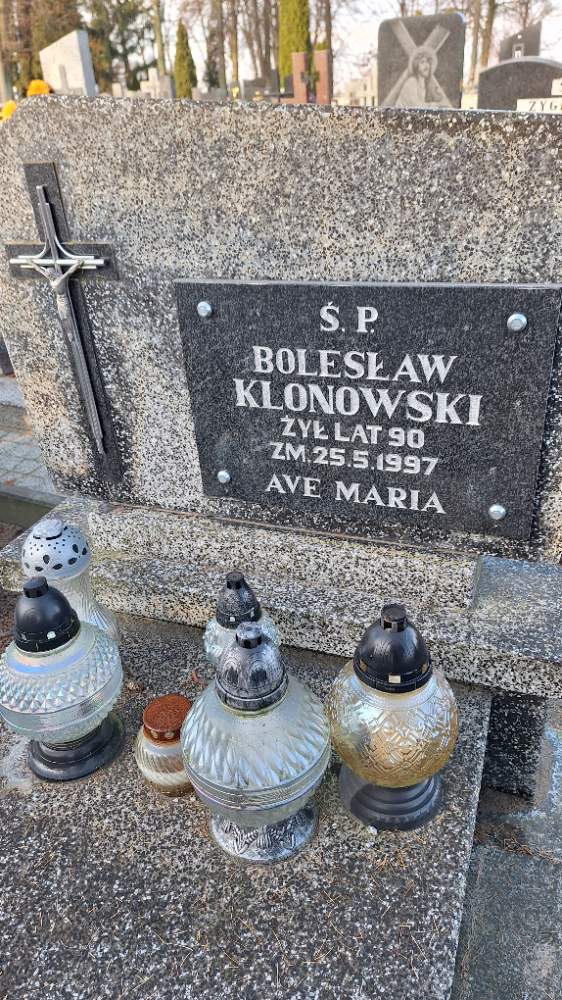 Ś. P.
BOLESŁAW
KLONOWSKI
ŻYŁ LAT 90
ZM. 25.5.1997
AVE MARIA